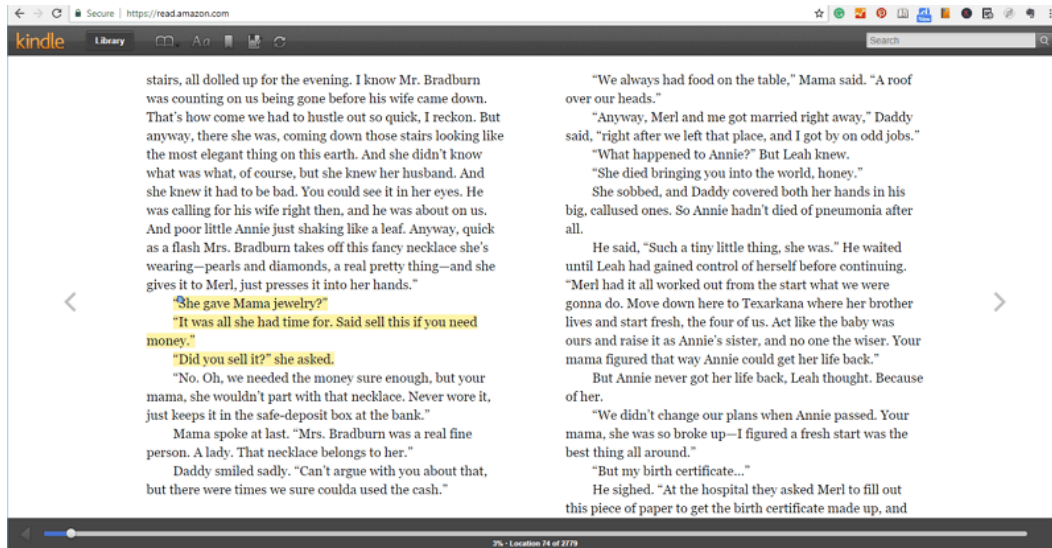 Secure | https://read.amazon.com
kindle Library Aa Search
stairs, all dolled up for the evening. I know Mr. Bradburn
was counting on us being gone before his wife came down.
That's how come we had to hustle out so quick, I reckon. But
anyway, there she was, coming down those stairs looking like
the most elegant thing on this earth. And she didn't know
what was what, of course, but she knew her husband. And
she knew it had to be bad. You could see it in her eyes. He
was calling for his wife right then, and he was about on us.
And poor little Annie just shaking like a leaf. Anyway, quick
as a flash Mrs. Bradburn takes off this fancy necklace she's
wearing—pearls and diamonds, a real pretty thing—and she
gives it to Merl, just presses it into her hands."
"She gave Mama jewelry?"
"It was all she had time for. Said sell this if you need
money."
"Did you sell it?" she asked.
"No. Oh, we needed the money sure enough, but your
mama, she wouldn't part with that necklace. Never wore it,
just keeps it in the safe-deposit box at the bank."
Mama spoke at last. "Mrs. Bradburn was a real fine
person. A lady. That necklace belongs to her."
Daddy smiled sadly. "Can't argue with you about that,
but there were times we sure coulda used the cash."
"We always had food on the table," Mama said. "A roof
over our heads."
"Anyway, Merl and me got married right away," Daddy
said, "right after we left that place, and I got by on odd jobs."
"What happened to Annie?" But Leah knew.
"She died bringing you into the world, honey."
She sobbed, and Daddy covered both her hands in his
big, callused ones. So Annie hadn't died of pneumonia after
all.
He said, "Such a tiny little thing, she was." He waited
until Leah had gained control of herself before continuing.
"Merl had it all worked out from the start what we were
gonna do. Move down here to Texarkana where her brother
lives and start fresh, the four of us. Act like the baby was
ours and raise it as Annie's sister, and no one the wiser. Your
mama figured that way Annie could get her life back."
But Annie never got her life back, Leah thought. Because
of her.
"We didn't change our plans when Annie passed. Your
mama, she was so broke up—I figured a fresh start was the
best thing all around."
"But my birth certificate..."
He sighed. "At the hospital they asked Merl to fill out
this piece of paper to get the birth certificate made up, and
3% · Location 74 of 2779